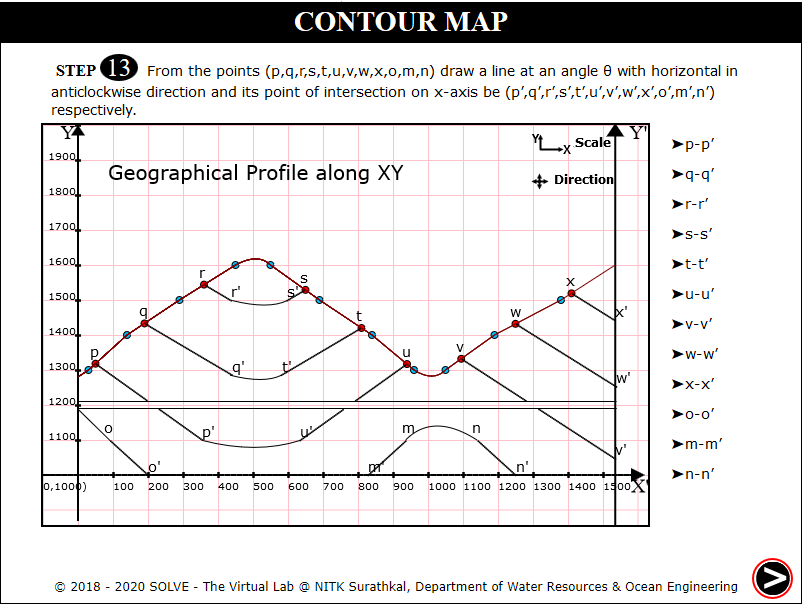 CONTOUR MAP
STEP 13 From the points (p,q,r,s,t,u,v,w,x,o,m,n) draw a line at an angle θ with horizontal in
anticlockwise direction and its point of intersection on x-axis be (p′,q′,r′,s′,t′,u′,v′,w′,x′,o′,m′,n′)
respectively.
Y Y'
Y X Scale
Geographical Profile along XY
Direction
1900
1800
1700
1600
1500
1400
1300
1200
1100
r s x
r' s'
q t w x'
p u v
q' t' w'
o p' u' m n v'
o' m' n'
0,1000) 100 200 300 400 500 600 700 800 900 1000 1100 1200 1300 1400 1500 X'
➤p-p′
➤q-q′
➤r-r′
➤s-s′
➤t-t′
➤u-u′
➤v-v′
➤w-w′
➤x-x′
➤o-o′
➤m-m′
➤n-n′
© 2018 - 2020 SOLVE - The Virtual Lab @ NITK Surathkal, Department of Water Resources & Ocean Engineering